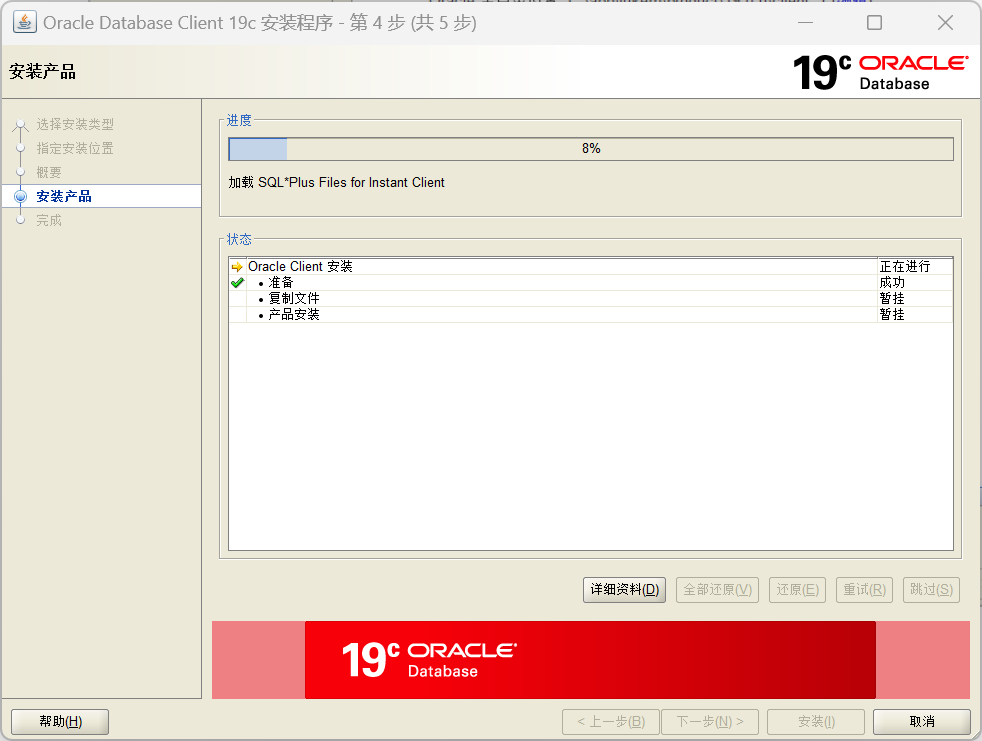 Oracle Database Client 19c 安装程序 - 第 4 步 (共 5 步)
安装产品
19c ORACLE Database
选择安装类型
指定安装位置
概要
安装产品
完成
进度
8%
加载 SQL*Plus Files for Instant Client
状态
Oracle Client 安装 正在进行
• 准备 成功
• 复制文件 暂挂
• 产品安装 暂挂
详细资料(D) 全部还原(V) 还原(E) 重试(R) 跳过(S)
19c ORACLE Database
帮助(H) < 上一步(B) 下一步(N) > 安装(I) 取消